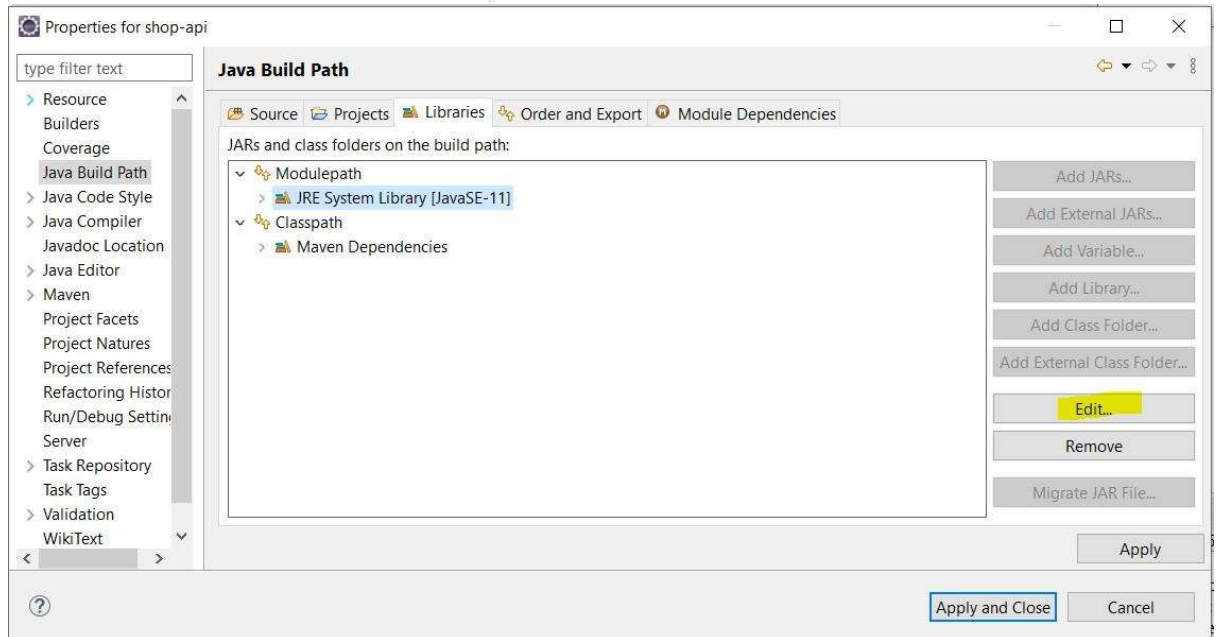 Properties for shop-api
type filter text
Resource
Builders
Coverage
Java Build Path
Java Code Style
Java Compiler
Javadoc Location
Java Editor
Maven
Project Facets
Project Natures
Project References
Refactoring Histor
Run/Debug Settin
Server
Task Repository
Task Tags
Validation
WikiText
Java Build Path
Source Projects Libraries Order and Export Module Dependencies
JARs and class folders on the build path:
Modulepath
JRE System Library [JavaSE-11]
Classpath
Maven Dependencies
Add JARs...
Add External JARs...
Add Variable...
Add Library...
Add Class Folder...
Add External Class Folder...
Edit...
Remove
Migrate JAR File...
Apply
Apply and Close Cancel